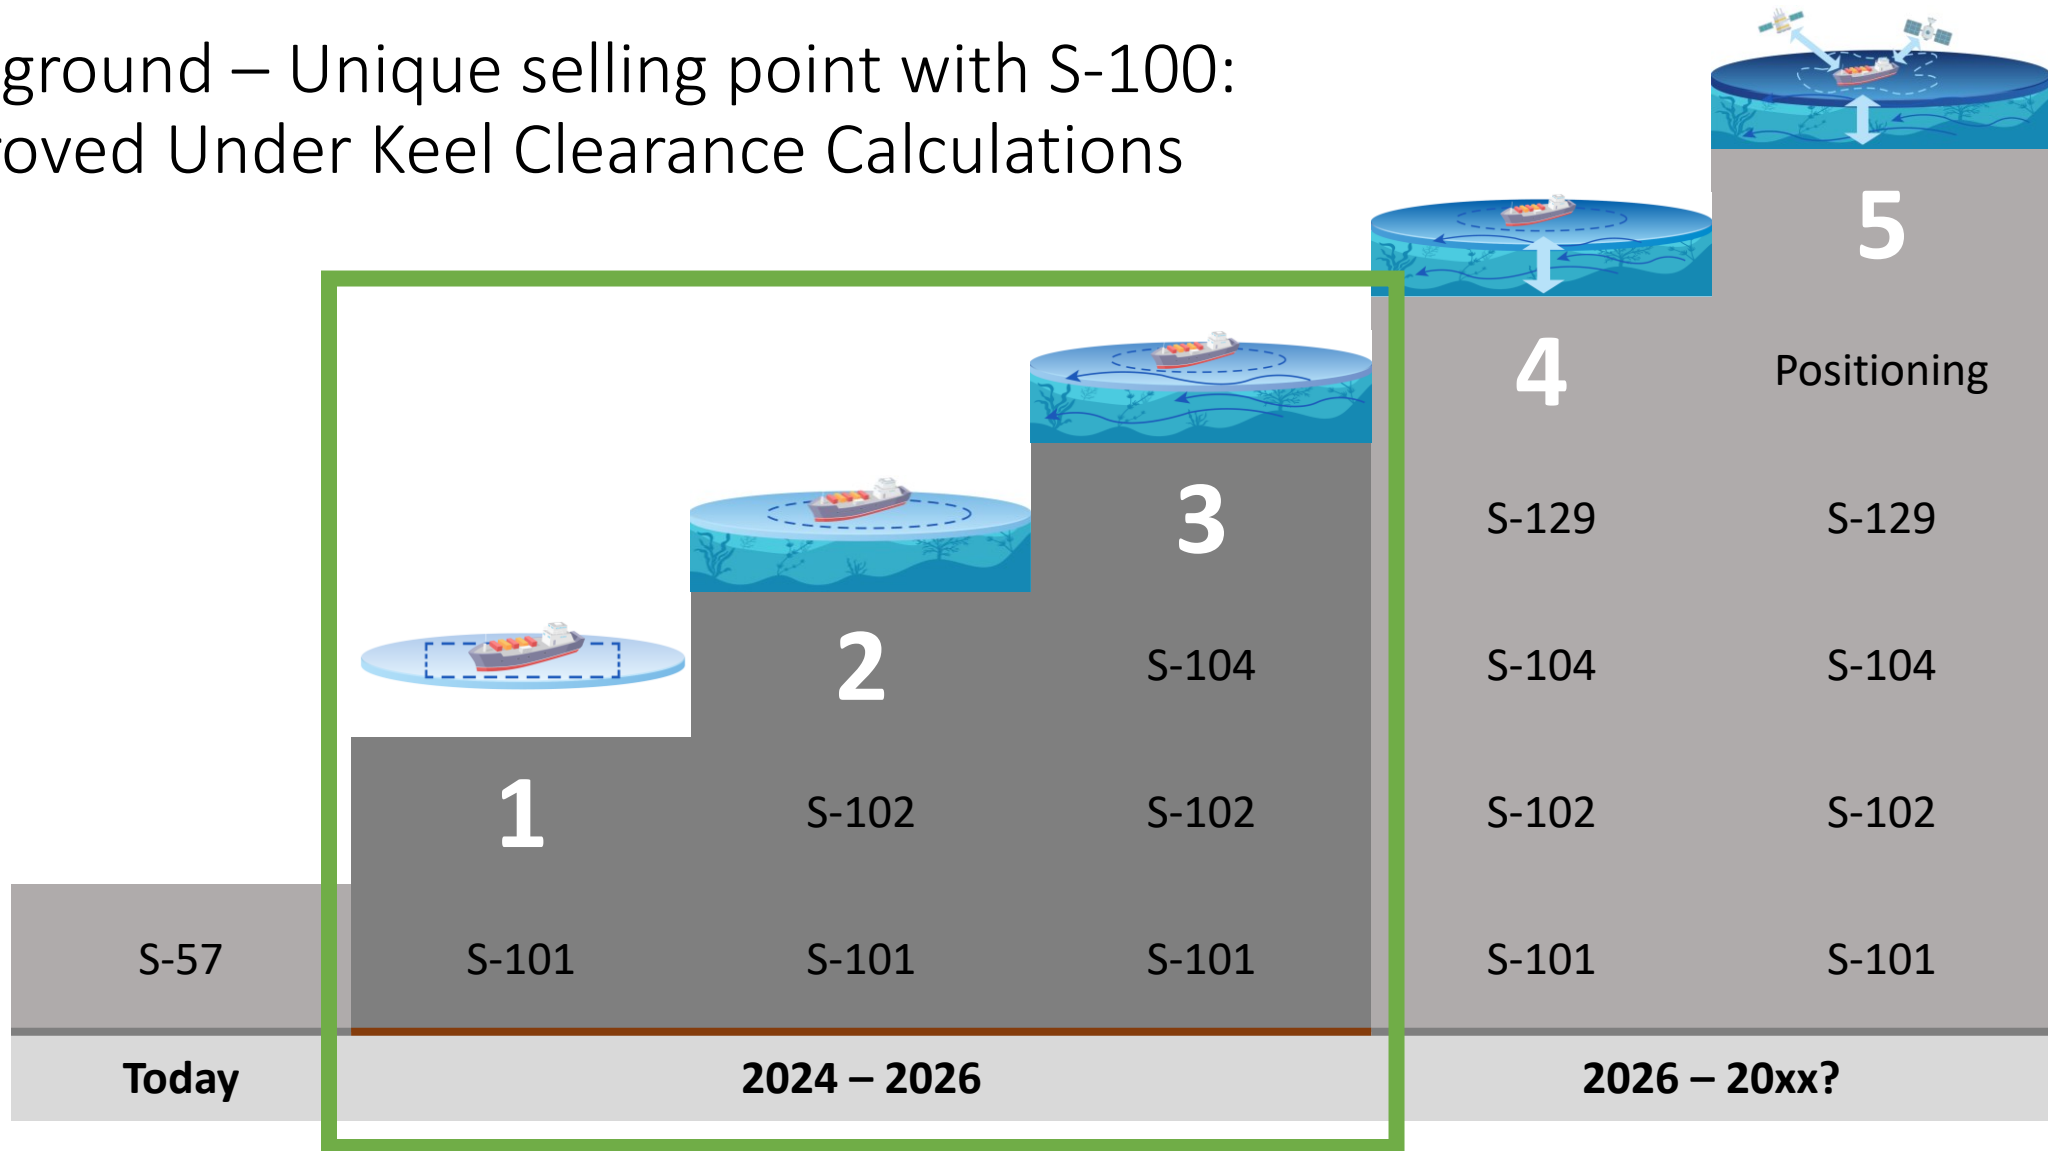 ground – Unique selling point with S-100:
roved Under Keel Clearance Calculations
5
4
Positioning
3
S-129
S-129
2
S-104
S-104
S-104
1
S-102
S-102
S-102
S-102
S-57
S-101
S-101
S-101
S-101
S-101
Today
2024 – 2026
2026 – 20xx?